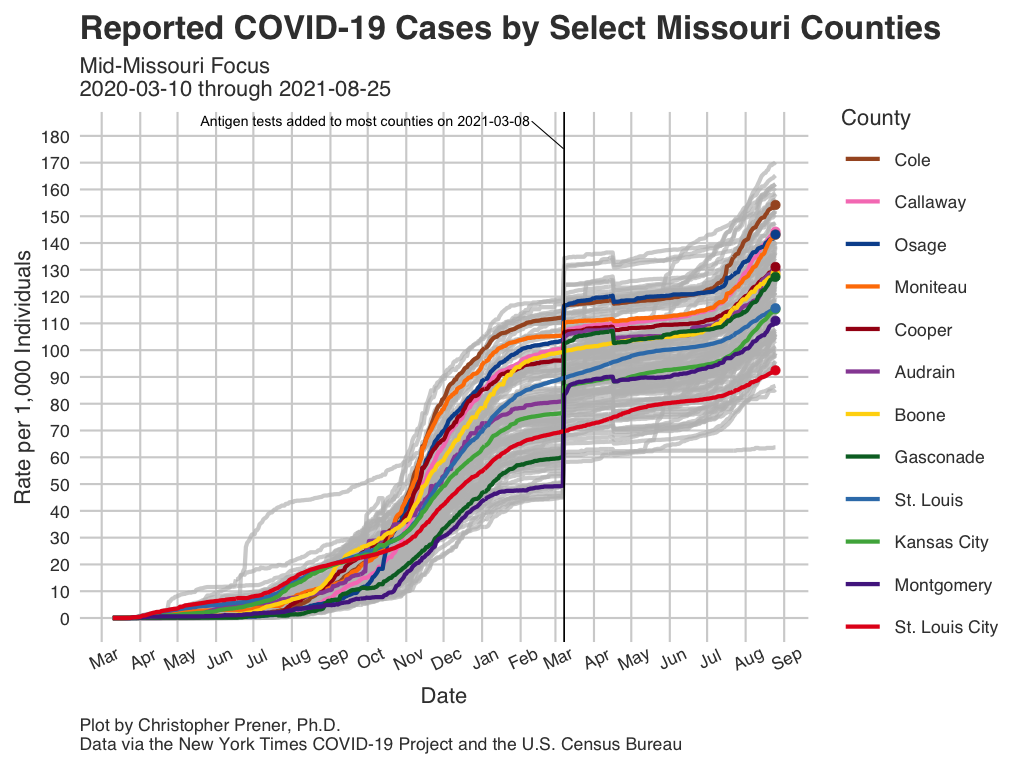 Reported COVID-19 Cases by Select Missouri Counties
Mid-Missouri Focus
2020-03-10 through 2021-08-25
Antigen tests added to most counties on 2021-03-08
Rate per 1,000 Individuals
180
170
160
150
140
130
120
110
100
90
80
70
60
50
40
30
20
10
0
Mar Apr May Jun Jul Aug Sep Oct Nov Dec Jan Feb Mar Apr May Jun Jul Aug Sep
Date
County
Cole
Callaway
Osage
Moniteau
Cooper
Audrain
Boone
Gasconade
St. Louis
Kansas City
Montgomery
St. Louis City
Plot by Christopher Prener, Ph.D.
Data via the New York Times COVID-19 Project and the U.S. Census Bureau